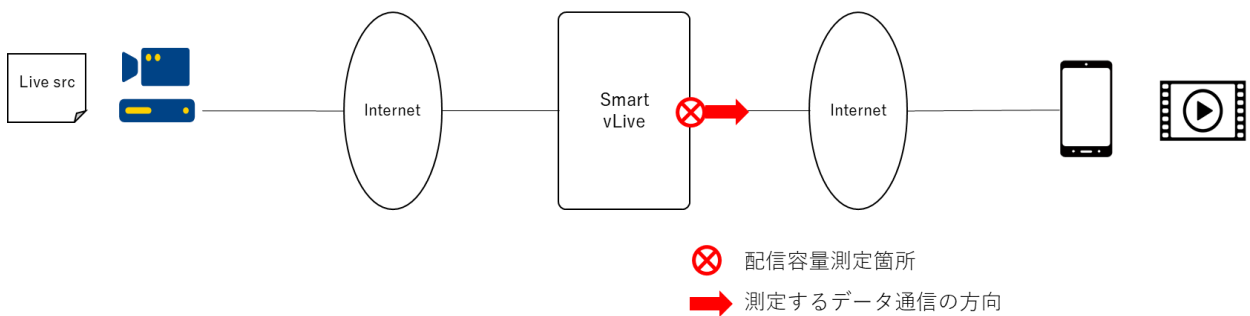 Live src
Internet
Smart
vLive
Internet
配信容量測定箇所
測定するデータ通信の方向